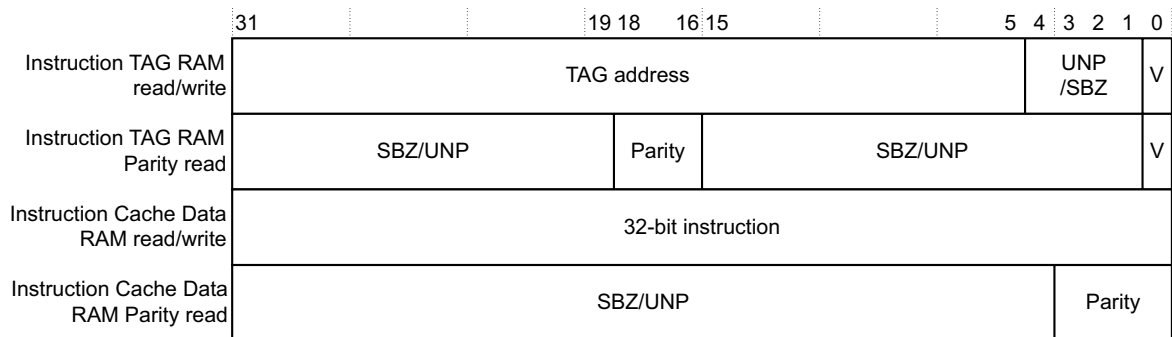 31 19 18 16 15 5 4 3 2 1 0
Instruction TAG RAM
read/write
TAG address
UNP
/SBZ
V
Instruction TAG RAM
Parity read
SBZ/UNP
Parity
SBZ/UNP
V
Instruction Cache Data
RAM read/write
32-bit instruction
Instruction Cache Data
RAM Parity read
SBZ/UNP
Parity